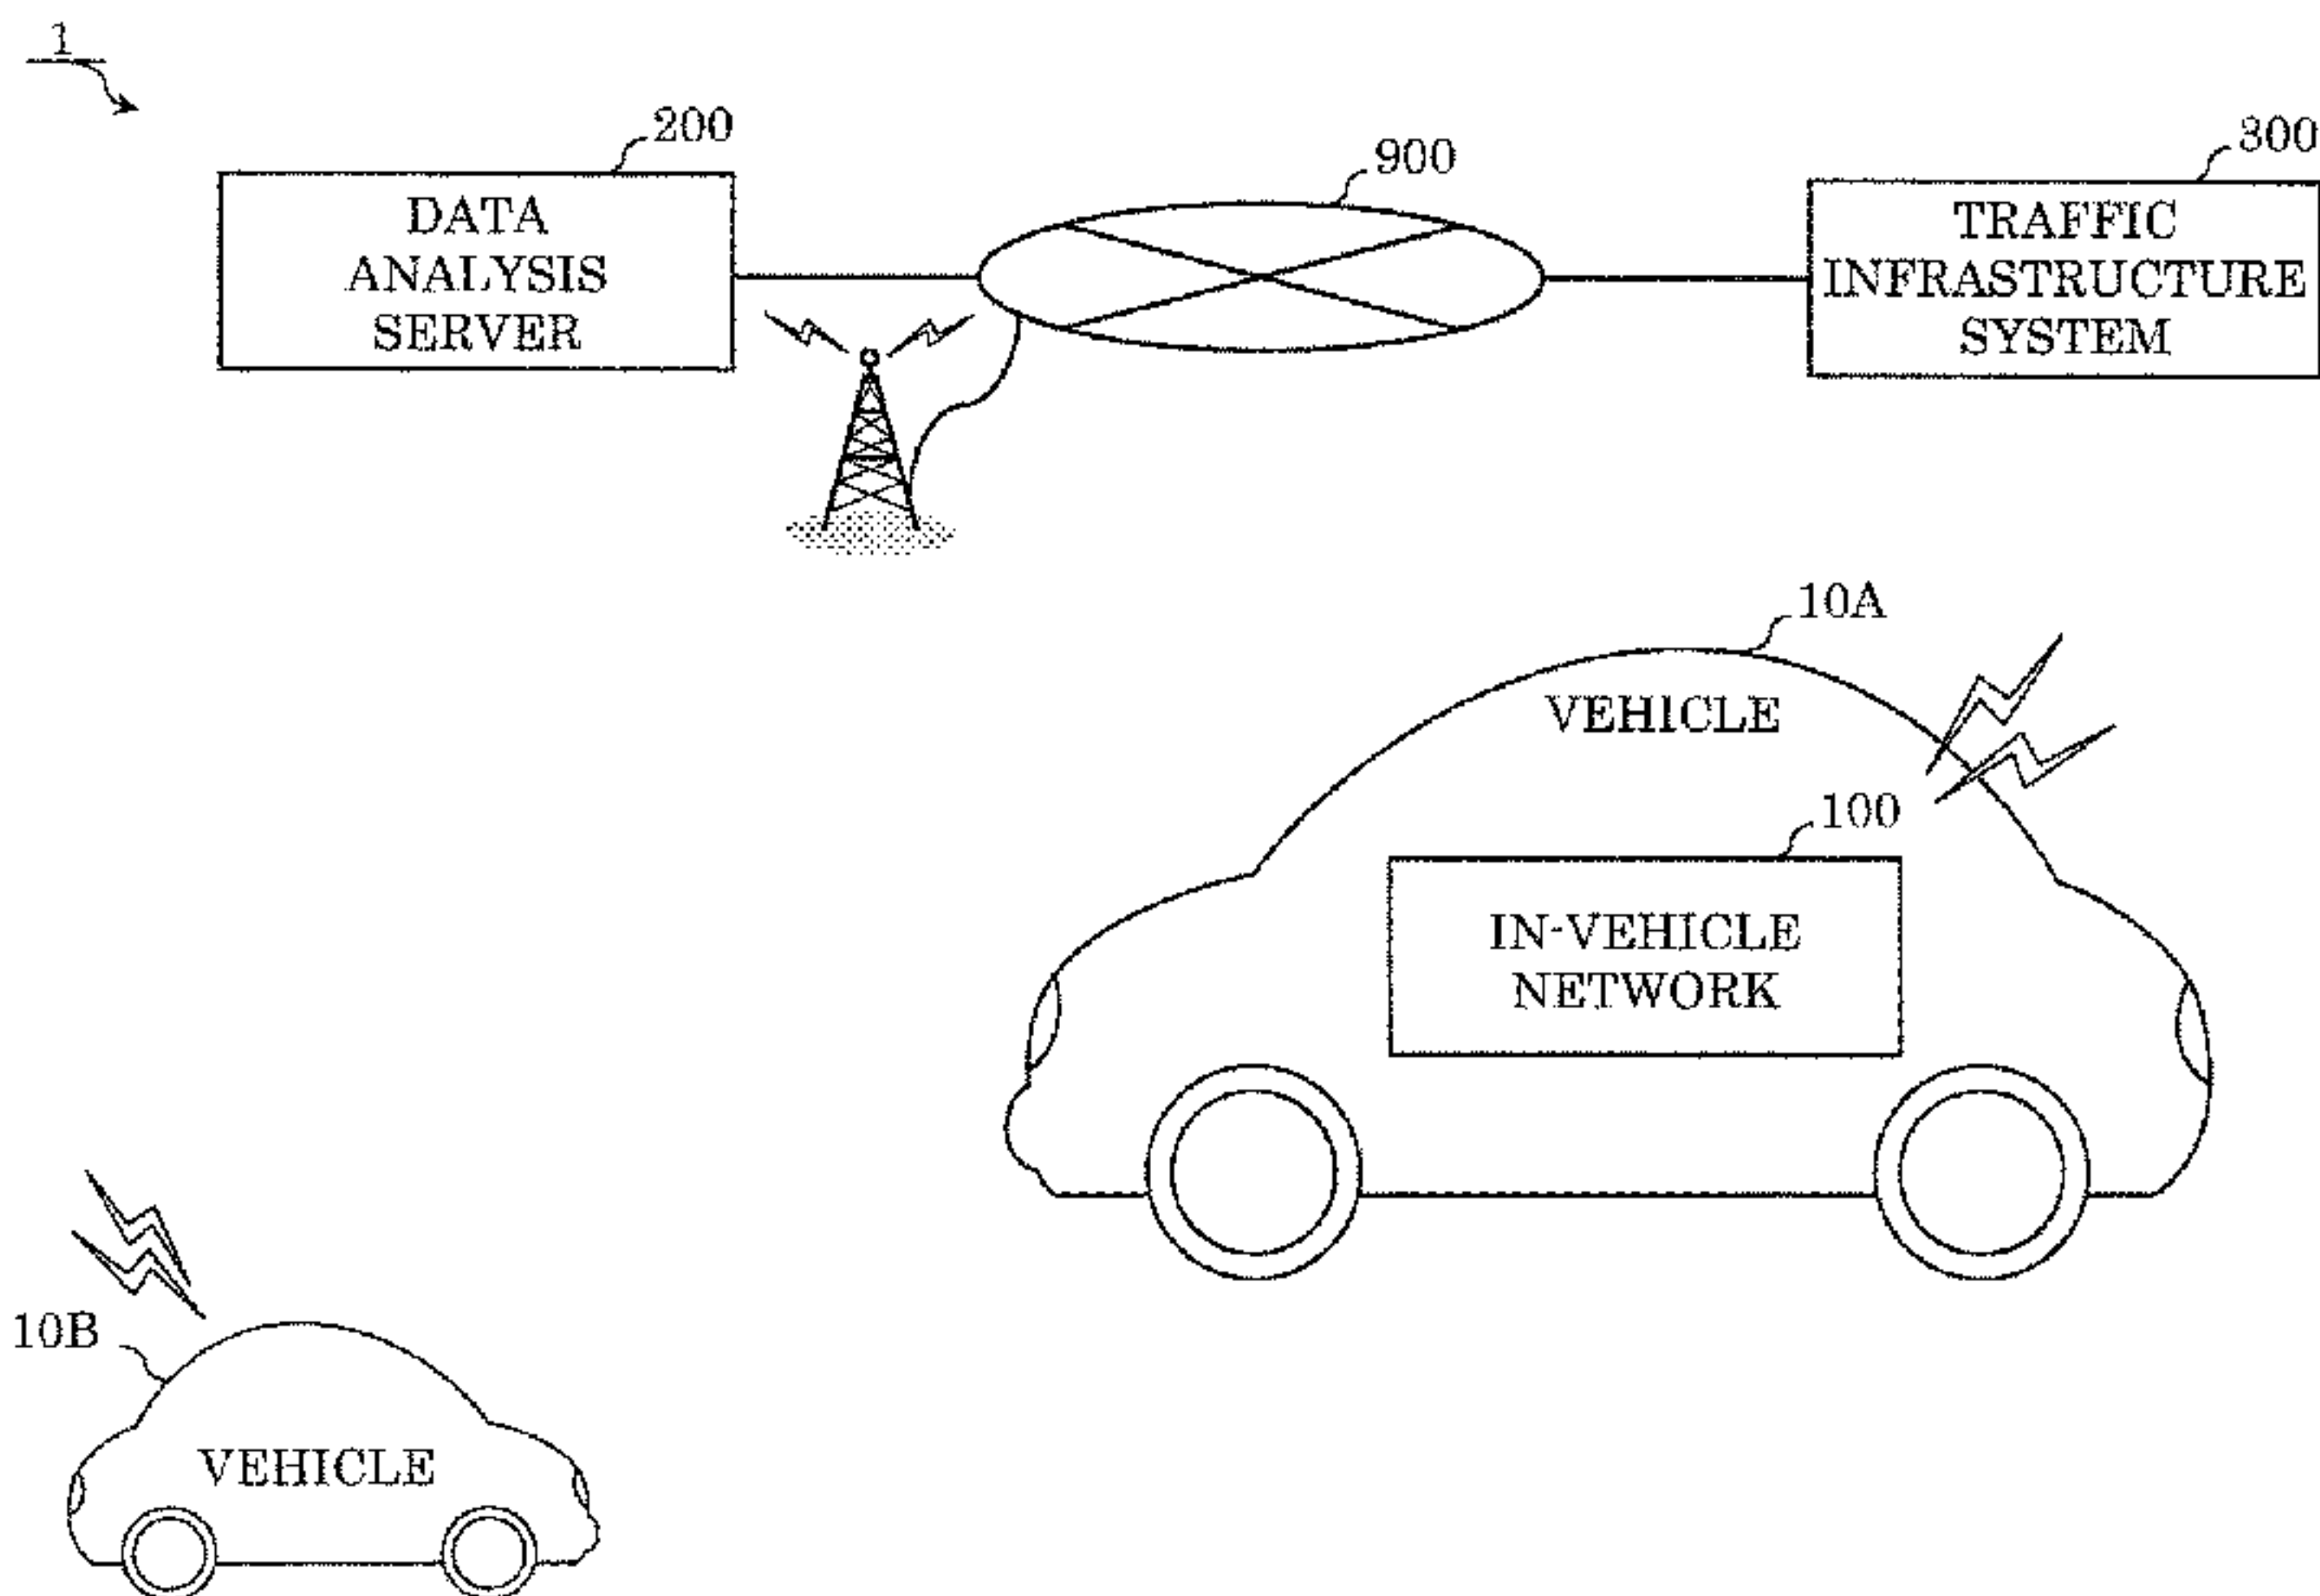 1
200
DATA
ANALYSIS
SERVER
900
300
TRAFFIC
INFRASTRUCTURE
SYSTEM
10A
VEHICLE
100
IN-VEHICLE
NETWORK
10B
VEHICLE